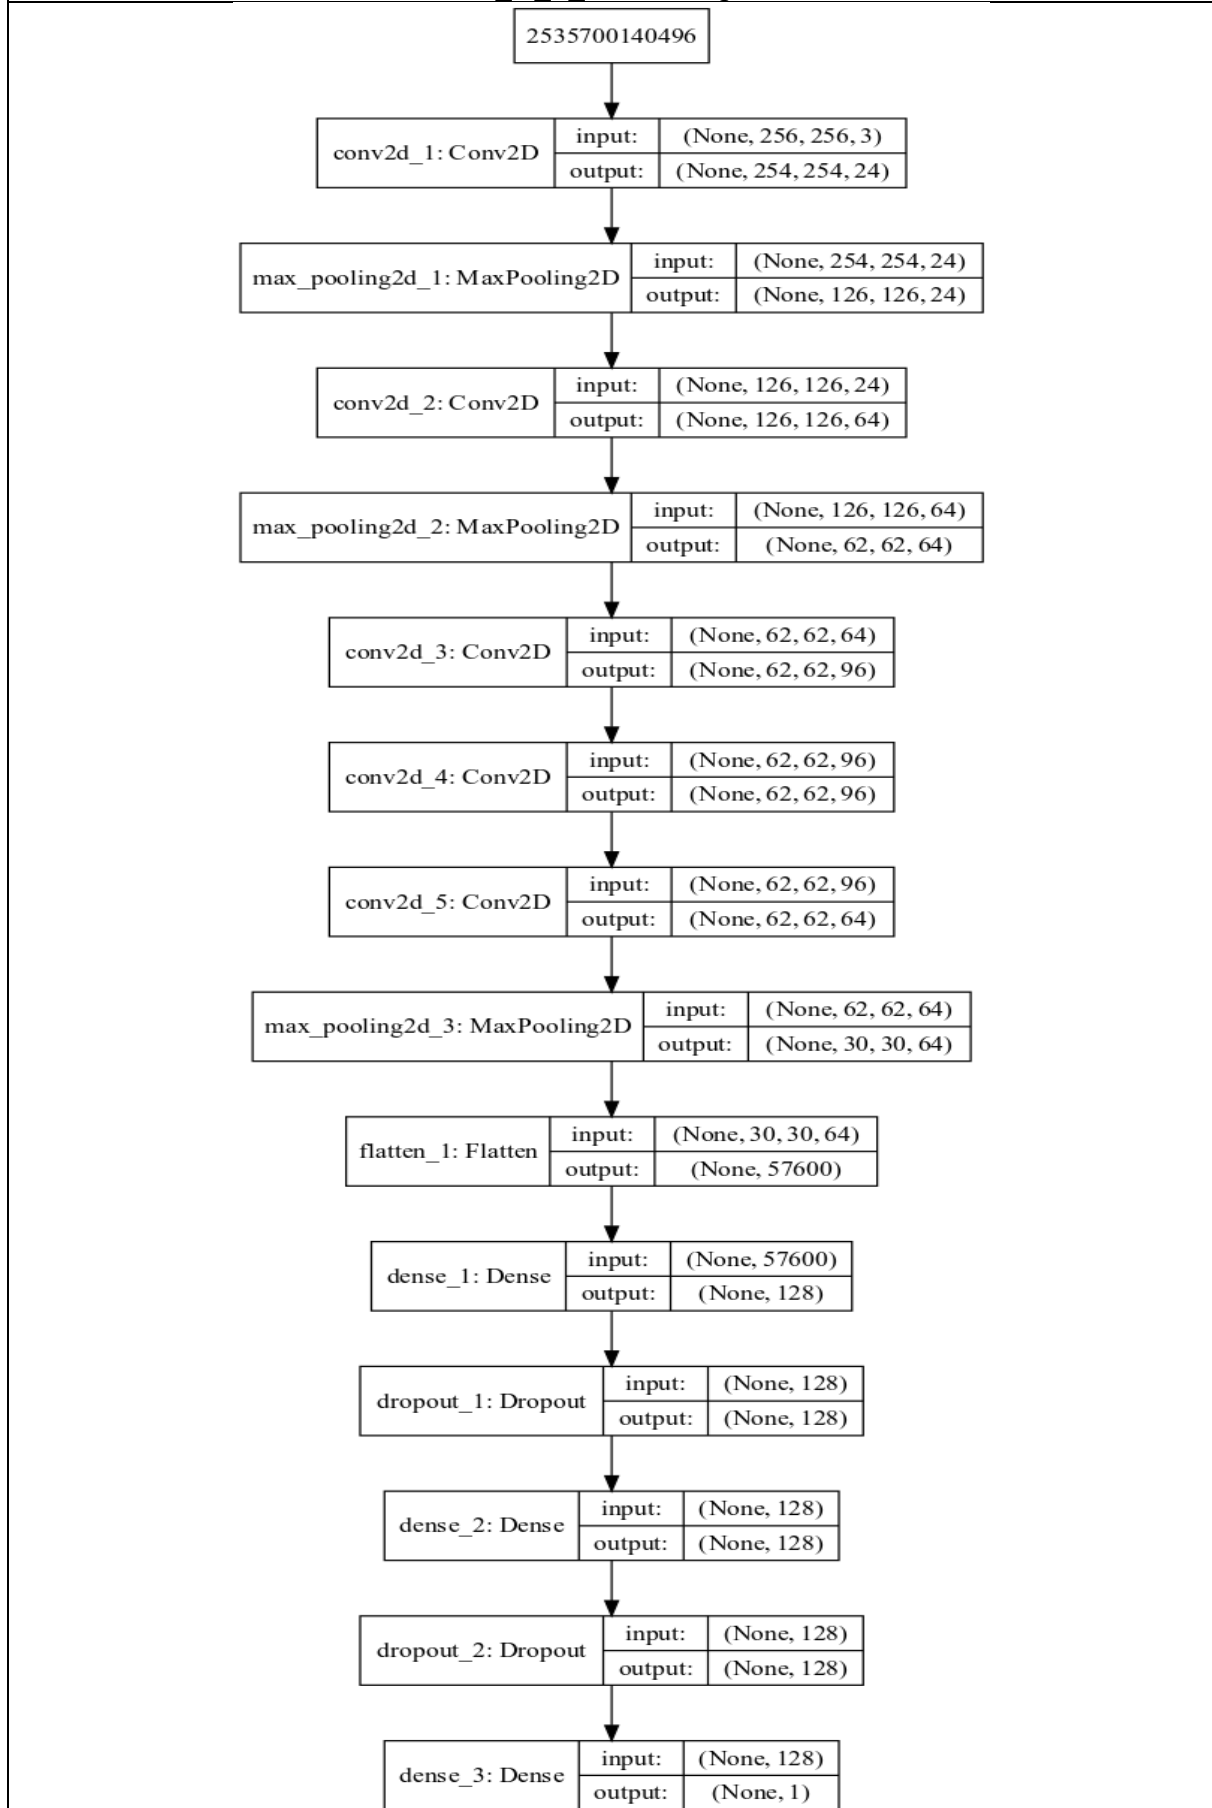 2535700140496
conv2d_1: Conv2D
input: (None, 256, 256, 3)
output: (None, 254, 254, 24)
max_pooling2d_1: MaxPooling2D
input: (None, 254, 254, 24)
output: (None, 126, 126, 24)
conv2d_2: Conv2D
input: (None, 126, 126, 24)
output: (None, 126, 126, 64)
max_pooling2d_2: MaxPooling2D
input: (None, 126, 126, 64)
output: (None, 62, 62, 64)
conv2d_3: Conv2D
input: (None, 62, 62, 64)
output: (None, 62, 62, 96)
conv2d_4: Conv2D
input: (None, 62, 62, 96)
output: (None, 62, 62, 96)
conv2d_5: Conv2D
input: (None, 62, 62, 96)
output: (None, 62, 62, 64)
max_pooling2d_3: MaxPooling2D
input: (None, 62, 62, 64)
output: (None, 30, 30, 64)
flatten_1: Flatten
input: (None, 30, 30, 64)
output: (None, 57600)
dense_1: Dense
input: (None, 57600)
output: (None, 128)
dropout_1: Dropout
input: (None, 128)
output: (None, 128)
dense_2: Dense
input: (None, 128)
output: (None, 128)
dropout_2: Dropout
input: (None, 128)
output: (None, 128)
dense_3: Dense
input: (None, 128)
output: (None, 1)